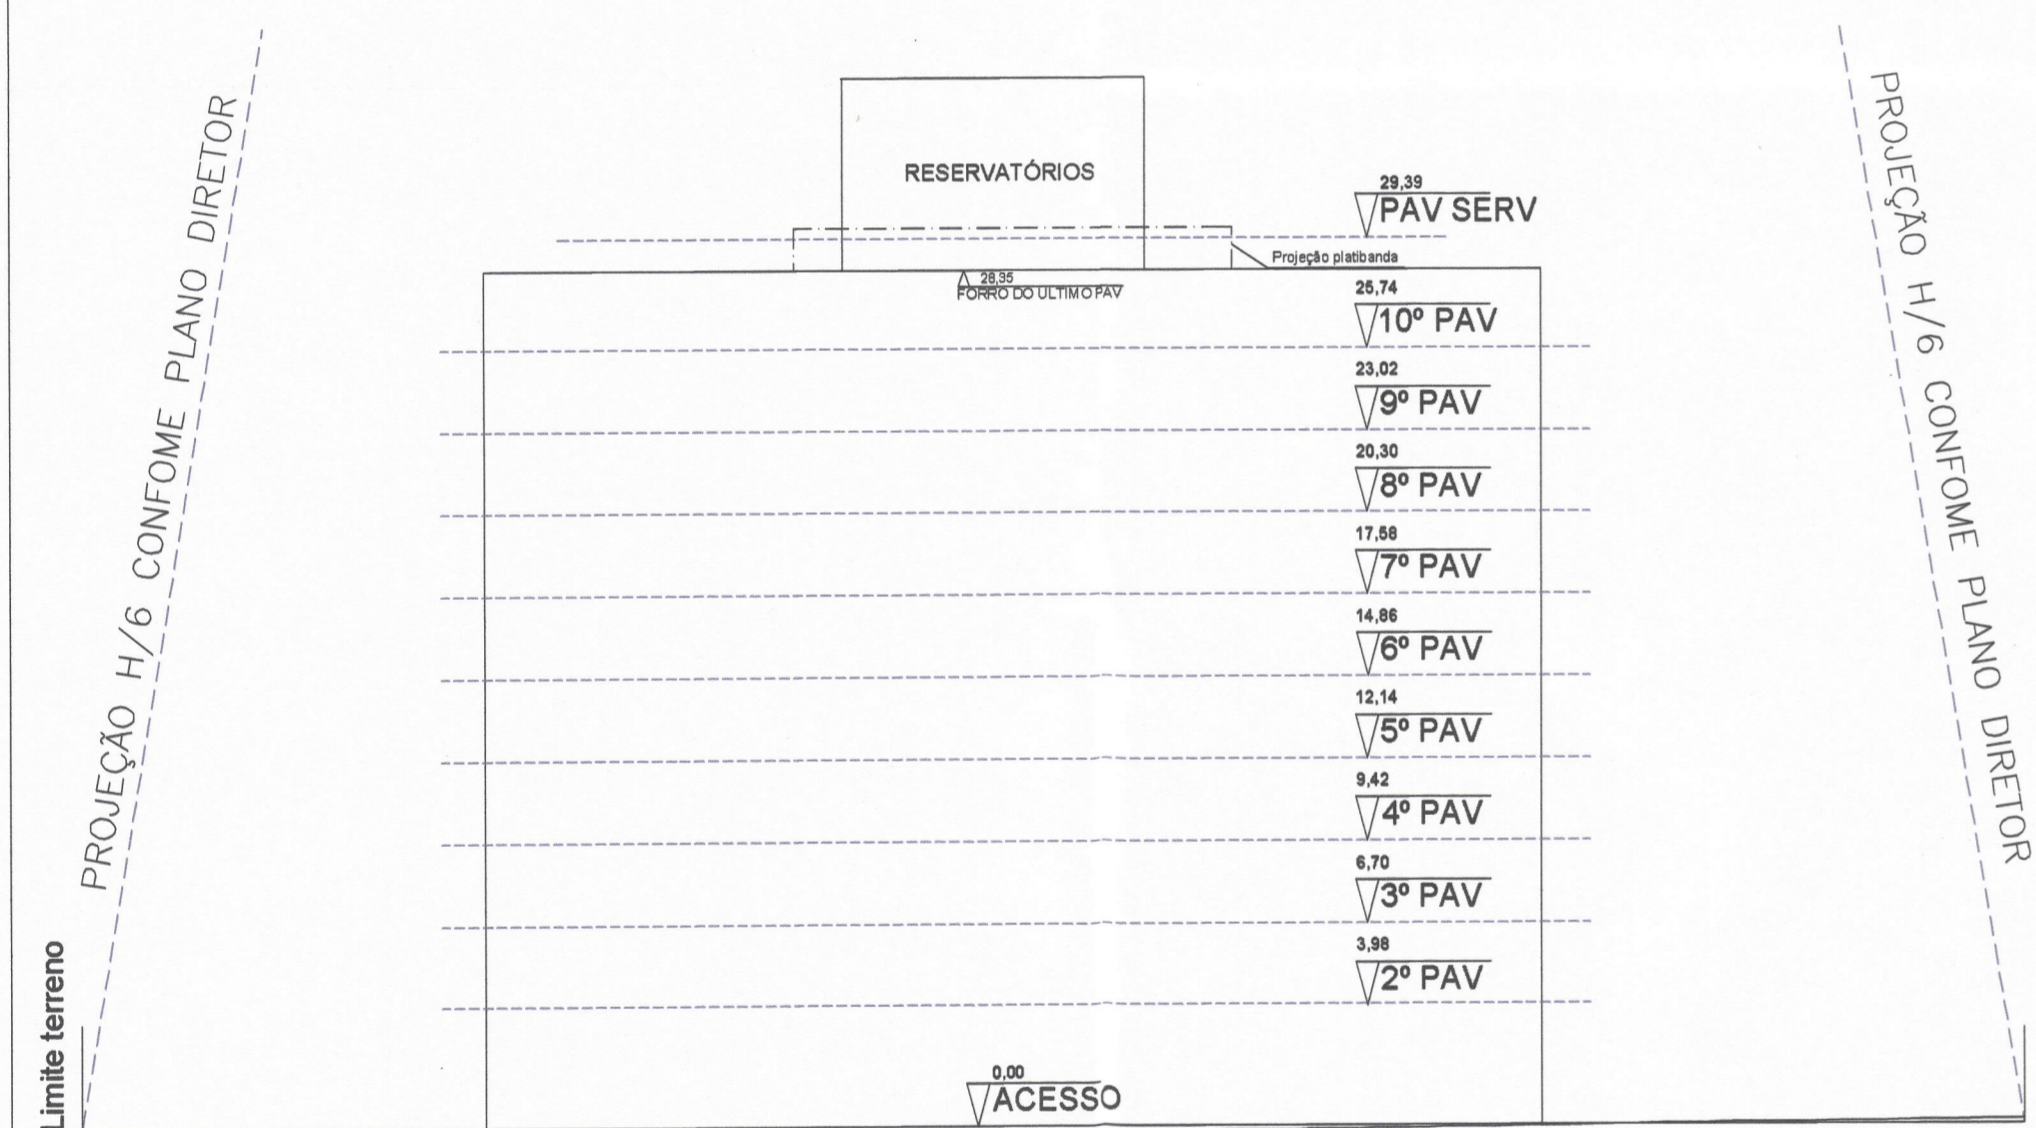 PROJEÇÃO H/6 CONFOME PLANO DIRETOR
Limite terreno
RESERVATÓRIOS
29,39
PAV SERV
Projeção platibanda
28,35
FORRO DO ULTIMO PAV
25,74
10º PAV
23,02
9º PAV
20,30
8º PAV
17,58
7º PAV
14,86
6º PAV
12,14
5º PAV
9,42
4º PAV
6,70
3º PAV
3,98
2º PAV
0,00
ACESSO
PROJEÇÃO H/6 CONFOME PLANO DIRETOR